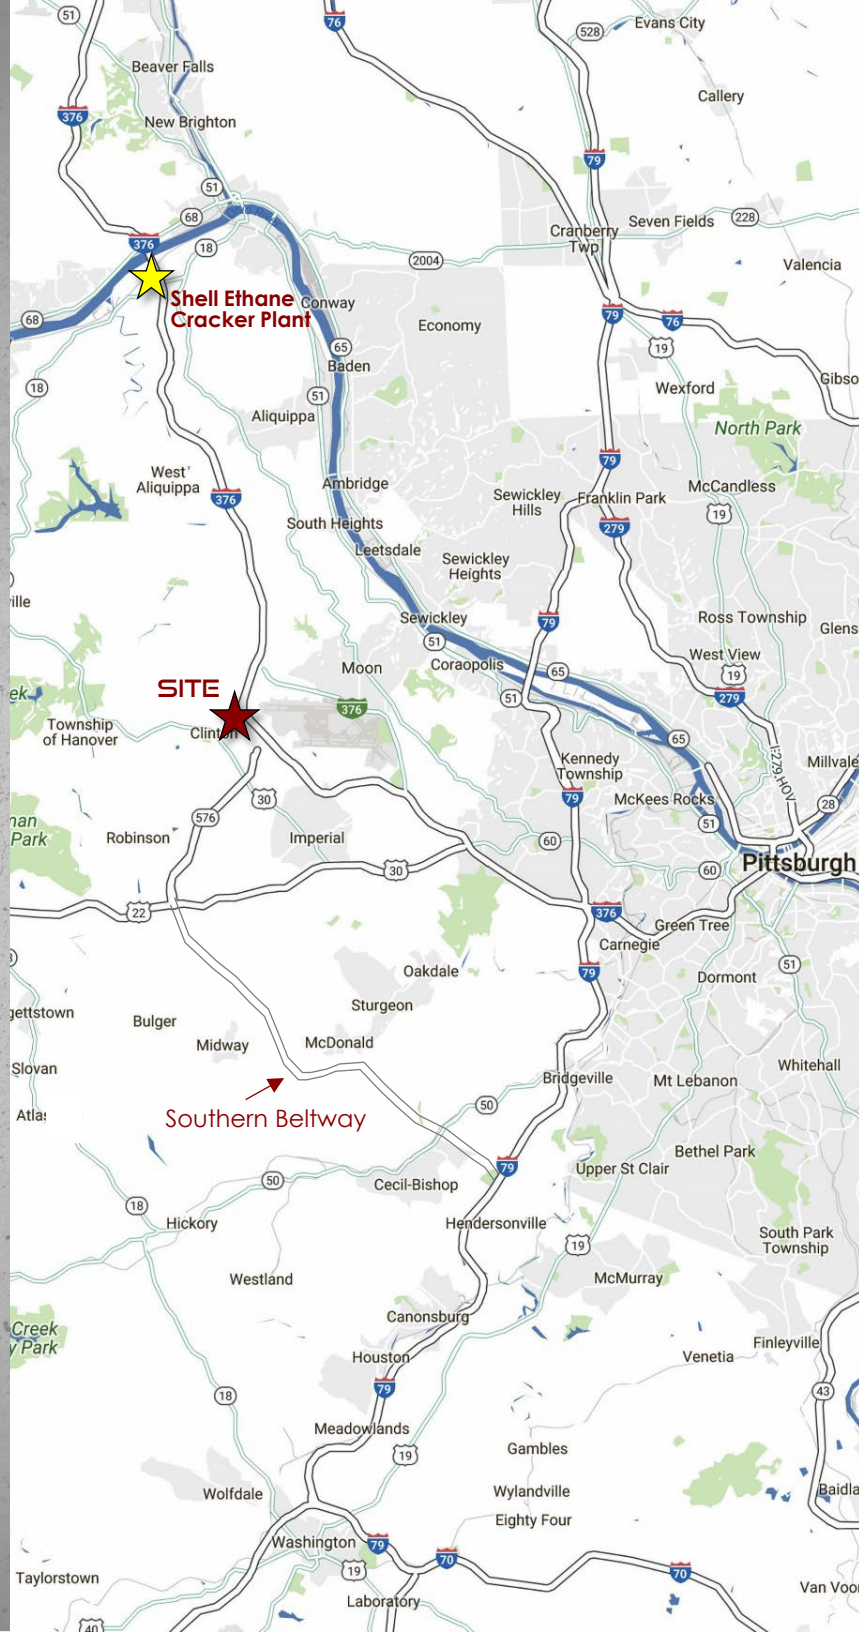 51
76
528
Evans City
Beaver Falls
Callery
376
New Brighton
79
51
68
228
Seven Fields
Cranberry
Twp
376
18
2004
Valencia
Shell Ethane
Cracker Plant
Conway
68
79
76
Economy
65
19
Baden
18
Wexford
51
Aliquippa
North Park
79
West
Aliquippa
376
Ambridge
Sewickley
Hills
Franklin Park
McCandless
19
South Heights
279
Leetsdale
Sewickley
Heights
Sewickley
79
Ross Township
51
West View
Moon
Coraopolis
65
19
SITE
51
279
376
Township
of Hanover
Clinton
65
I-279 HOV
Kennedy
Township
Millvale
79
McKees Rocks
30
28
576
51
Park
Robinson
Imperial
60
Pittsburgh
30
60
22
376
Green Tree
Carnegie
51
Oakdale
79
Dormont
Sturgeon
Bulger
McDonald
Midway
Slovan
Whitehall
Bridgeville
Mt Lebanon
50
Southern Beltway
Bethel Park
79
Upper St Clair
50
Cecil-Bishop
18
Hickory
Hendersonville
19
South Park
Township
Westland
McMurray
Canonsburg
Creek
Park
Finleyville
Houston
Venetia
79
18
43
Meadowlands
Gambles
19
Wolfdale
Wylandville
Eighty Four
Washington
79
70
19
70
Taylorstown
Laboratory
40